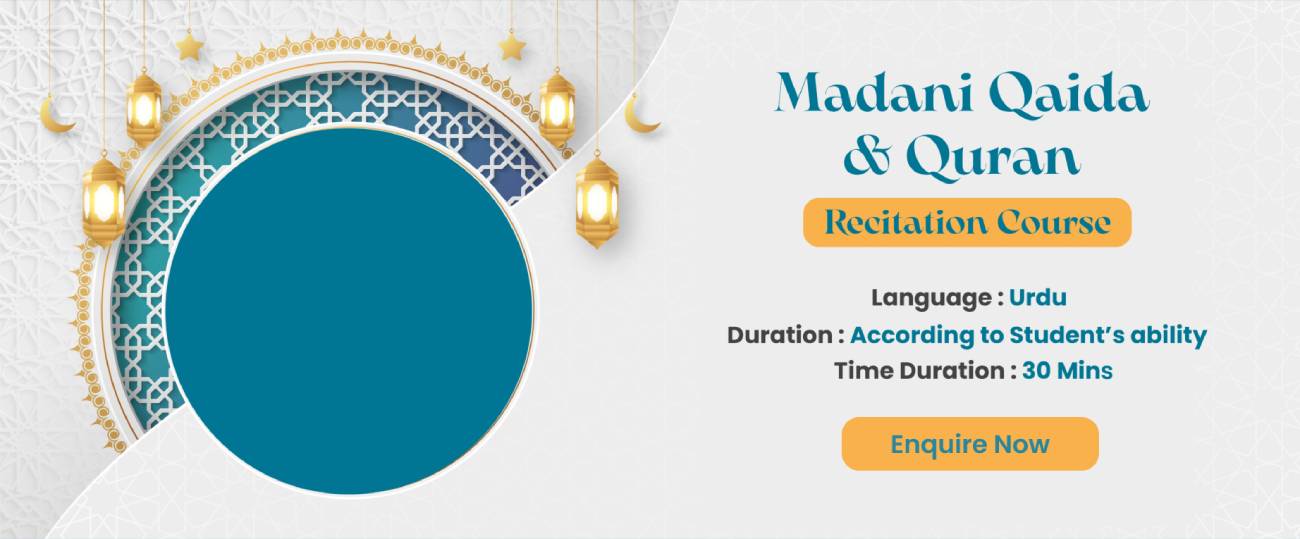 Madani Qaida
& Quran
Recitation Course
Language : Urdu
Duration : According to Student’s ability
Time Duration : 30 Mins
Enquire Now